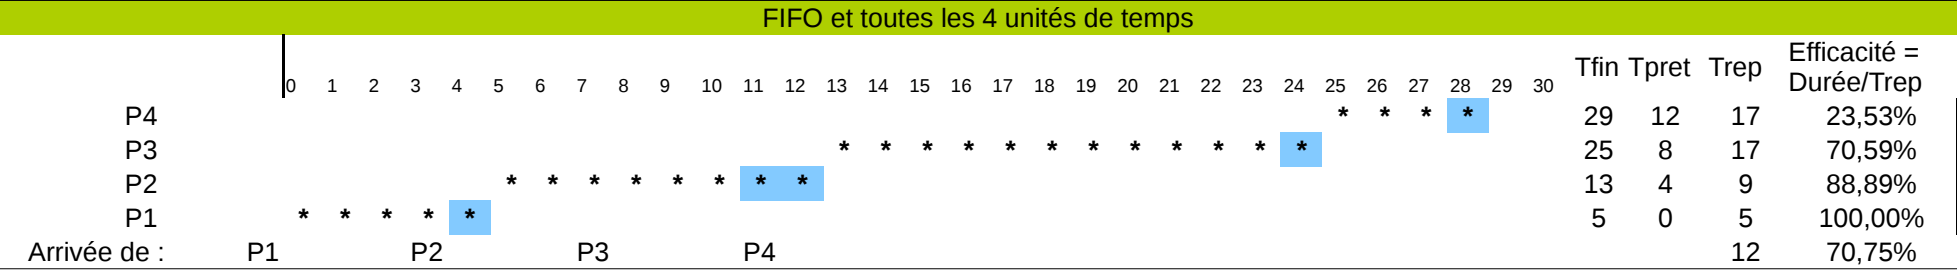 FIFO et toutes les 4 unités de temps
0 1 2 3 4 5 6 7 8 9 10 11 12 13 14 15 16 17 18 19 20 21 22 23 24 25 26 27 28 29 30 Tfin Tpret Trep Efficacité = Durée/Trep
P4 * * * * 29 12 17 23,53%
P3 * * * * * * * * * * * * 25 8 17 70,59%
P2 * * * * * * * * 13 4 9 88,89%
P1 * * * * * 5 0 5 100,00%
Arrivée de : P1 P2 P3 P4 12 70,75%